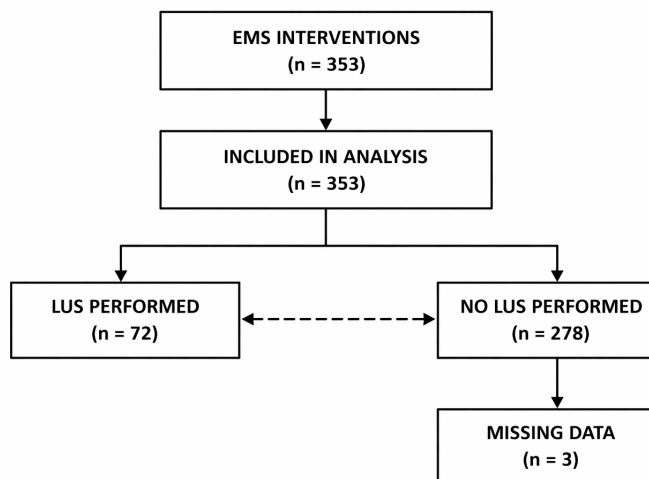 EMS INTERVENTIONS
(n = 353)
INCLUDED IN ANALYSIS
(n = 353)
LUS PERFORMED
(n = 72)
NO LUS PERFORMED
(n = 278)
MISSING DATA
(n = 3)